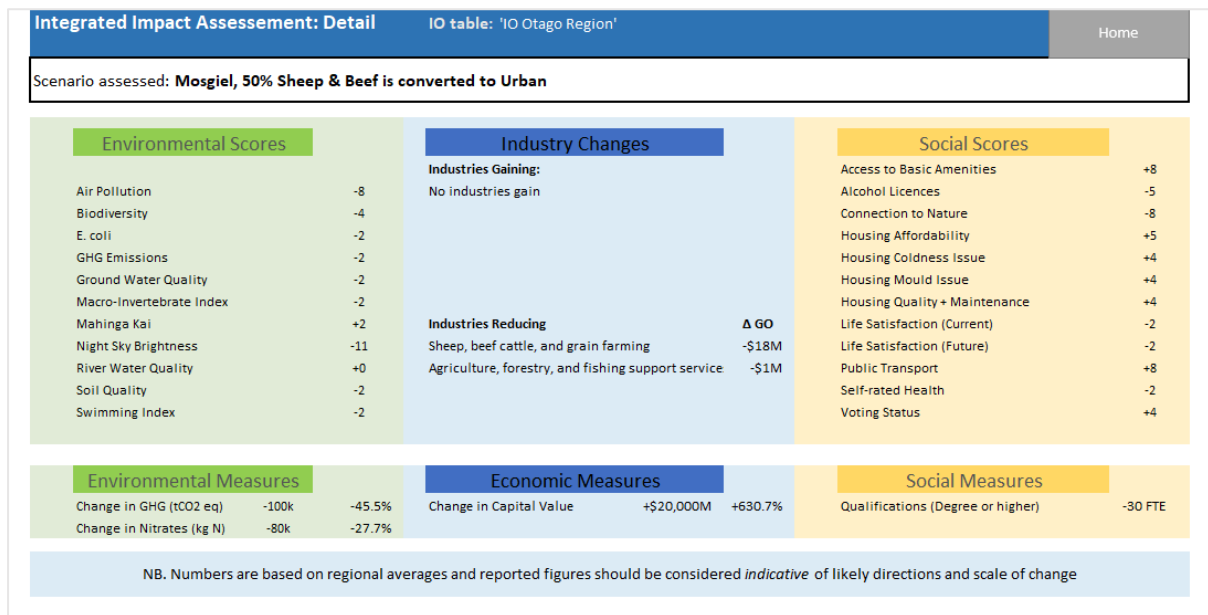 Integrated Impact Assessement: Detail IO table: 'IO Otago Region' Home
Scenario assessed: Mosgiel, 50% Sheep & Beef is converted to Urban
Environmental Scores
Air Pollution -8
Biodiversity -4
E. coli -2
GHG Emissions -2
Ground Water Quality -2
Macro-Invertebrate Index -2
Mahinga Kai +2
Night Sky Brightness -11
River Water Quality +0
Soil Quality -2
Swimming Index -2
Industry Changes
Industries Gaining:
No industries gain
Industries Reducing Δ GO
Sheep, beef cattle, and grain farming -$18M
Agriculture, forestry, and fishing support service -$1M
Social Scores
Access to Basic Amenities +8
Alcohol Licences -5
Connection to Nature -8
Housing Affordability +5
Housing Coldness Issue +4
Housing Mould Issue +4
Housing Quality + Maintenance +4
Life Satisfaction (Current) -2
Life Satisfaction (Future) -2
Public Transport +8
Self-rated Health -2
Voting Status +4
Environmental Measures
Change in GHG (tCO2 eq) -100k -45.5%
Change in Nitrates (kg N) -80k -27.7%
Economic Measures
Change in Capital Value +$20,000M +630.7%
Social Measures
Qualifications (Degree or higher) -30 FTE
NB. Numbers are based on regional averages and reported figures should be considered indicative of likely directions and scale of change